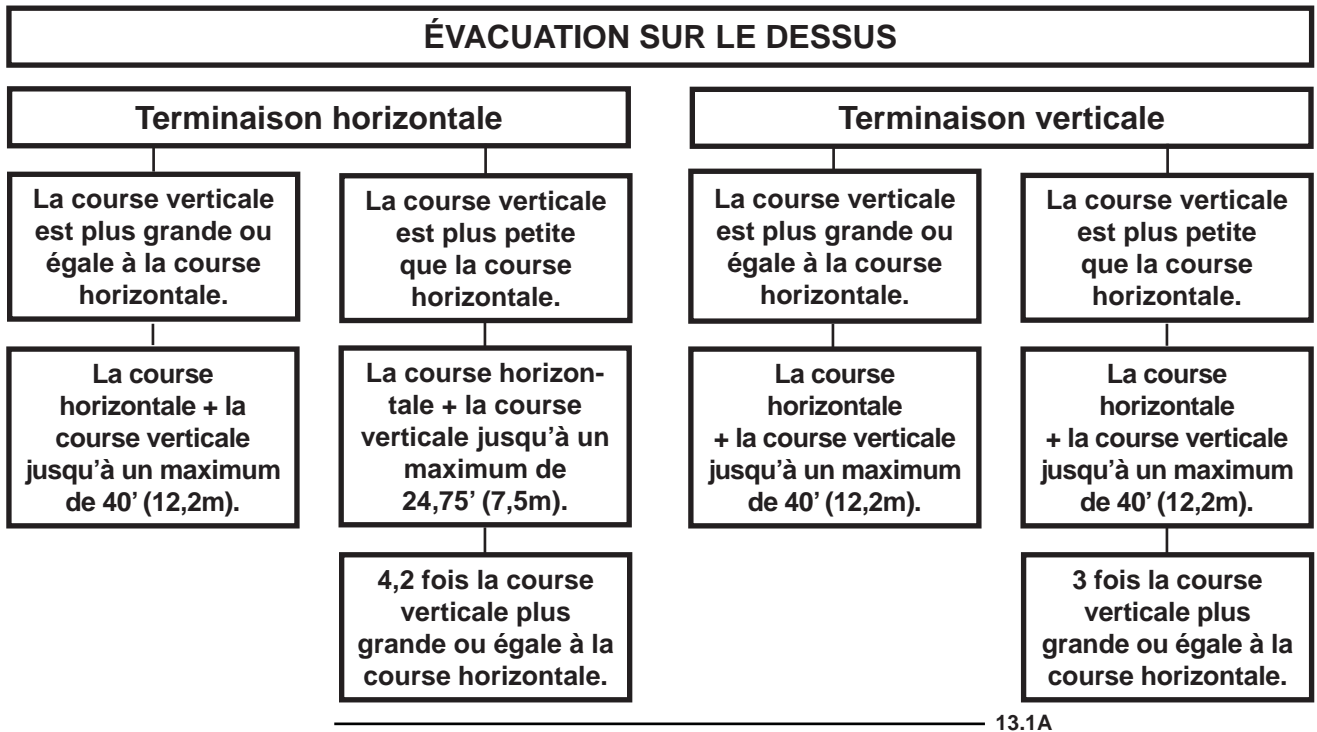 ÉVACUATION SUR LE DESSUS
Terminaison horizontale
La course verticale
est plus grande ou
égale à la course
horizontale.
La course
horizontale + la
course verticale
jusqu’à un maximum
de 40’ (12,2m).
La course verticale
est plus petite
que la course
horizontale.
La course horizon-
tale + la course
verticale jusqu’à un
maximum de
24,75’ (7,5m).
4,2 fois la course
verticale plus
grande ou égale à la
course horizontale.
Terminaison verticale
La course verticale
est plus grande ou
égale à la course
horizontale.
La course
horizontale
+ la course verticale
jusqu’à un maximum
de 40’ (12,2m).
La course verticale
est plus petite
que la course
horizontale.
La course
horizontale
+ la course verticale
jusqu’à un maximum
de 40’ (12,2m).
3 fois la course
verticale plus
grande ou égale à la
course horizontale.
13.1A